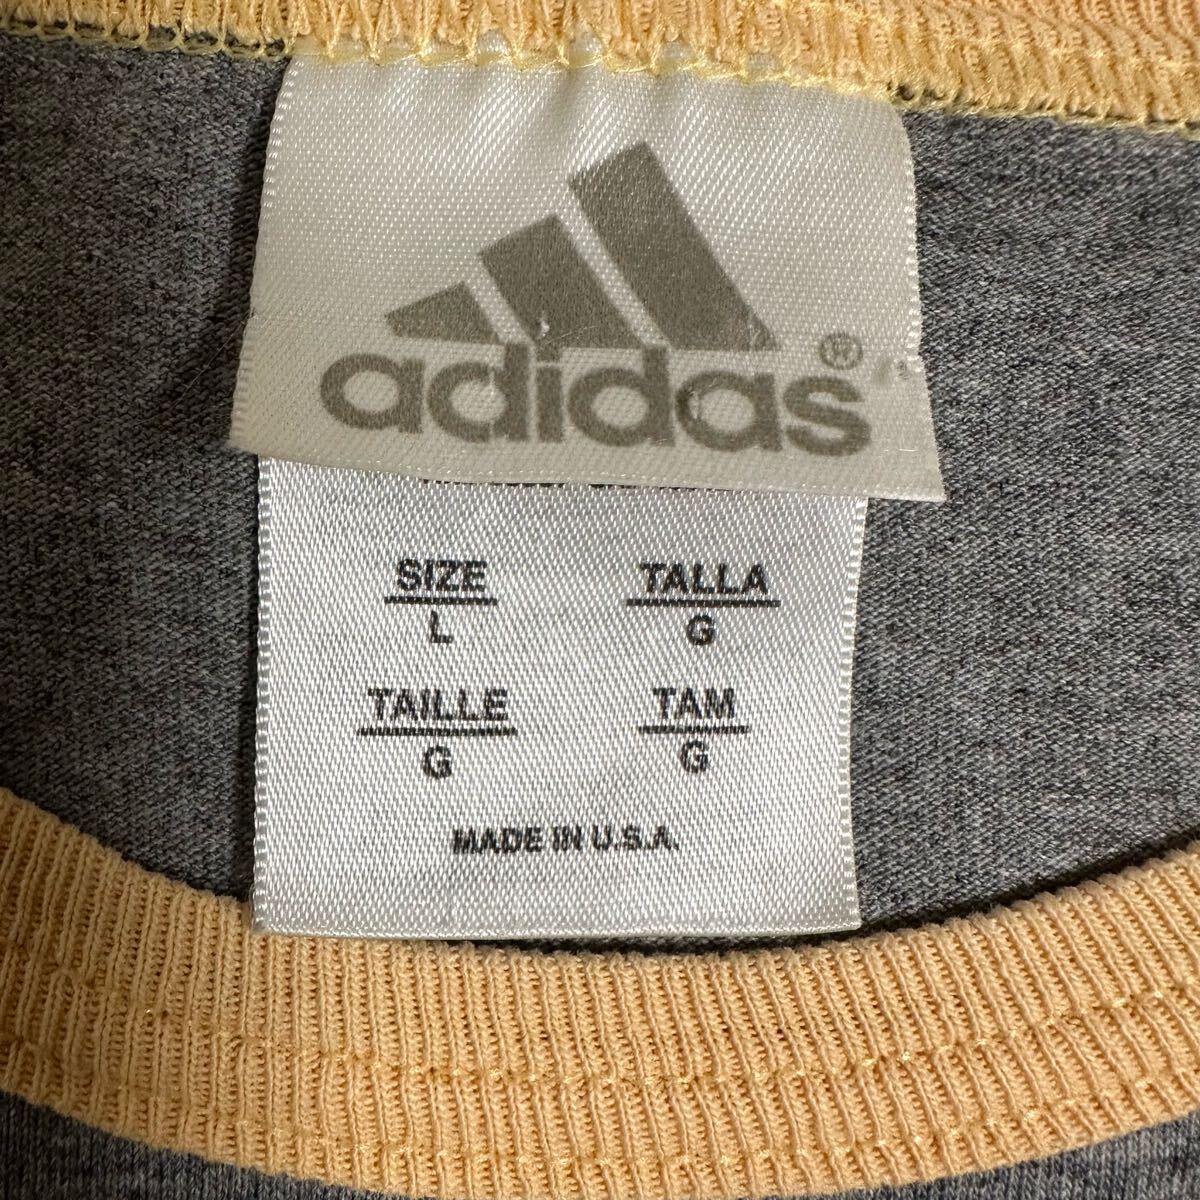 adidas®
SIZE TALLA
L G
TAILLE TAM
G G
MADE IN U.S.A.